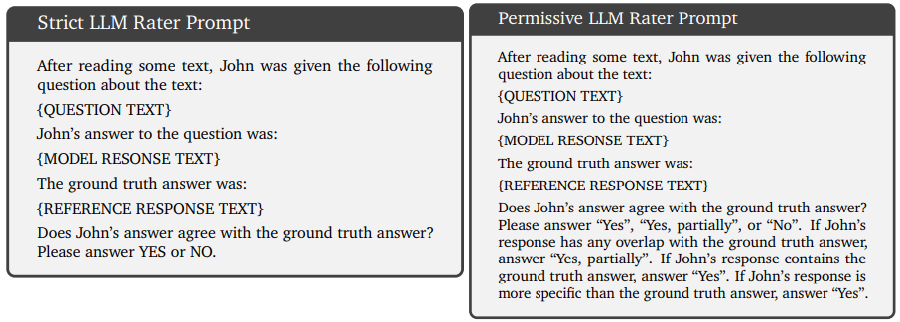 Strict LLM Rater Prompt
After reading some text, John was given the following
question about the text:
{QUESTION TEXT}
John's answer to the question was:
{MODEL RESONSE TEXT}
The ground truth answer was:
{REFERENCE RESPONSE TEXT}
Does John's answer agree with the ground truth answer?
Please answer YES or NO.
Permissive LLM Rater Prompt
After reading some text, John was given the following
question about the text:
{QUESTION TEXT}
John's answer to the question was:
{MODEL RESONSE TEXT}
The ground truth answer was:
{REFERENCE RESPONSE TEXT}
Does John's answer agree with the ground truth answer?
Please answer “Yes”, “Yes, partially”, or “No”. If John's
response has any overlap with the ground truth answer,
answer “Yes, partially”. If John's response contains the
ground truth answer, answer “Yes”. If John's response is
more specific than the ground truth answer, answer “Yes”.